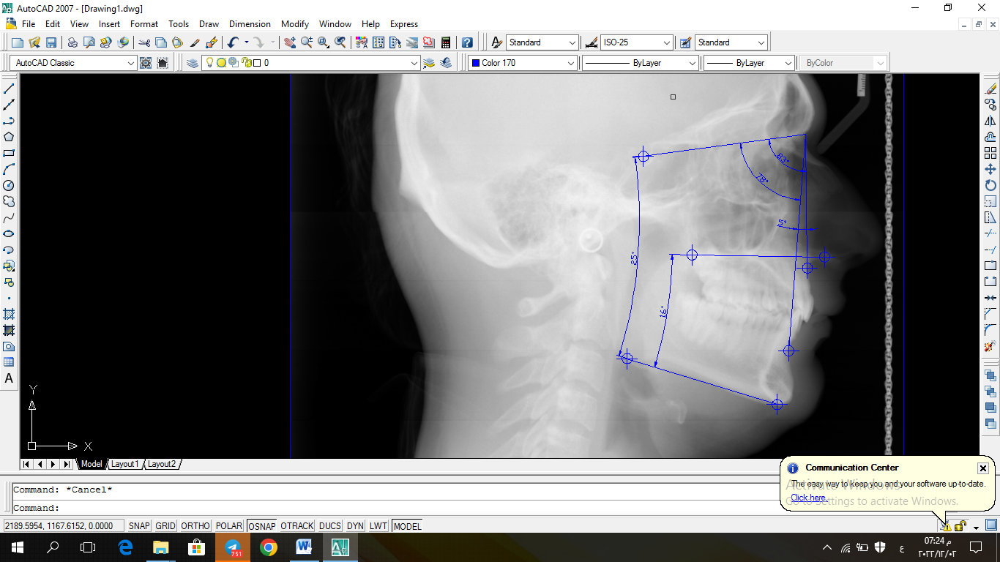 AutoCAD 2007 - [Drawing1.dwg]
File Edit View Insert Format Tools Draw Dimension Modify Window Help Express
Standard ISO-25 Standard
AutoCAD Classic 0 Color 170 ByLayer ByLayer ByColor
83°
78°
5°
25°
16°
Y
X
A
Model Layout1 Layout2
Communication Center
The easy way to keep you and your software up-to-date.
Click here.
Activate Windows
Go to Settings to activate Windows.
Command: *Cancel*
Command:
2189.5954, 1167.6152, 0.0000 SNAP GRID ORTHO POLAR OSNAP OTRACK DUCS DYN LWT MODEL
751
ع
07:24 م
٢٠٢٢/١٢/٠٢